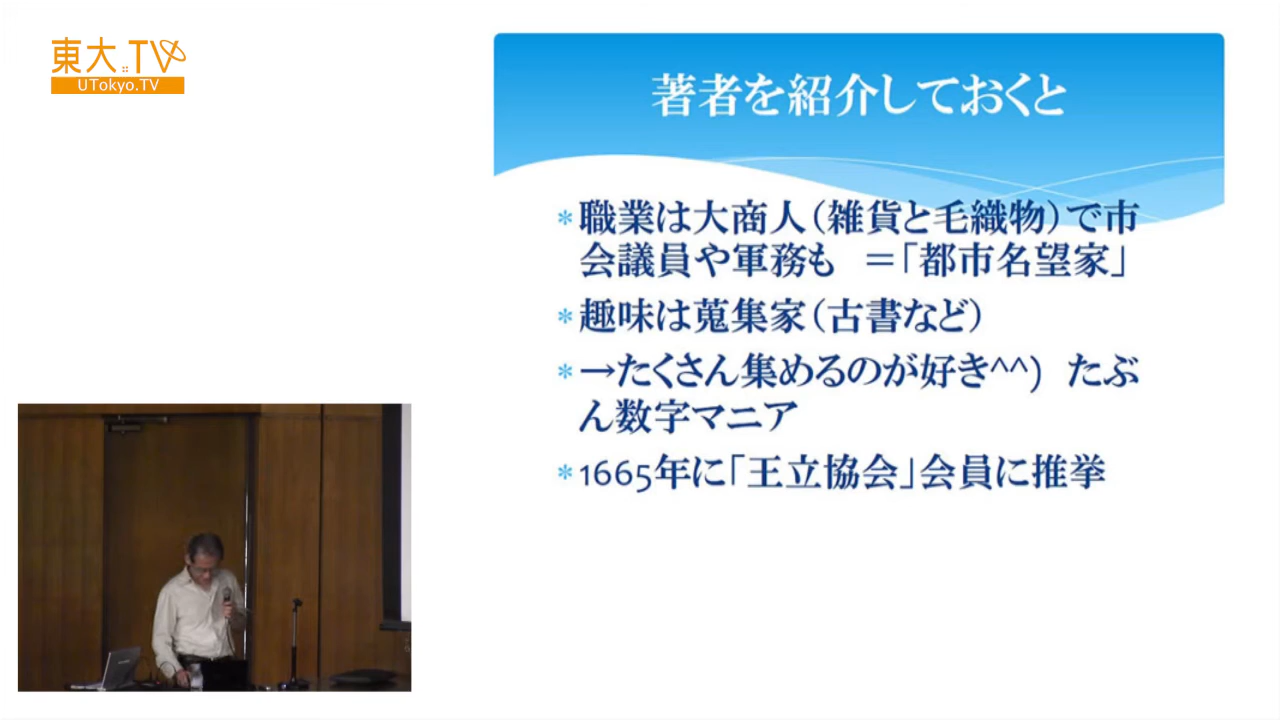 東大.TV
UTokyo.TV
著者を紹介しておくと
*職業は大商人（雑貨と毛織物）で市
会議員や軍務も ＝「都市名望家」
*趣味は蒐集家（古書など）
*→たくさん集めるのが好き^^) たぶ
ん数字マニア
*1665年に「王立協会」会員に推挙